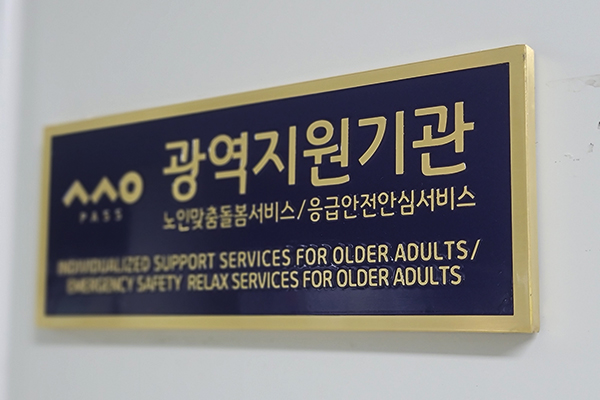 광역지원기관
노인맞춤돌봄서비스/응급안전안심서비스
PASS
INDIVIDUALIZED SUPPORT SERVICES FOR OLDER ADULTS/
EMERGENCY SAFETY RELAX SERVICES FOR OLDER ADULTS